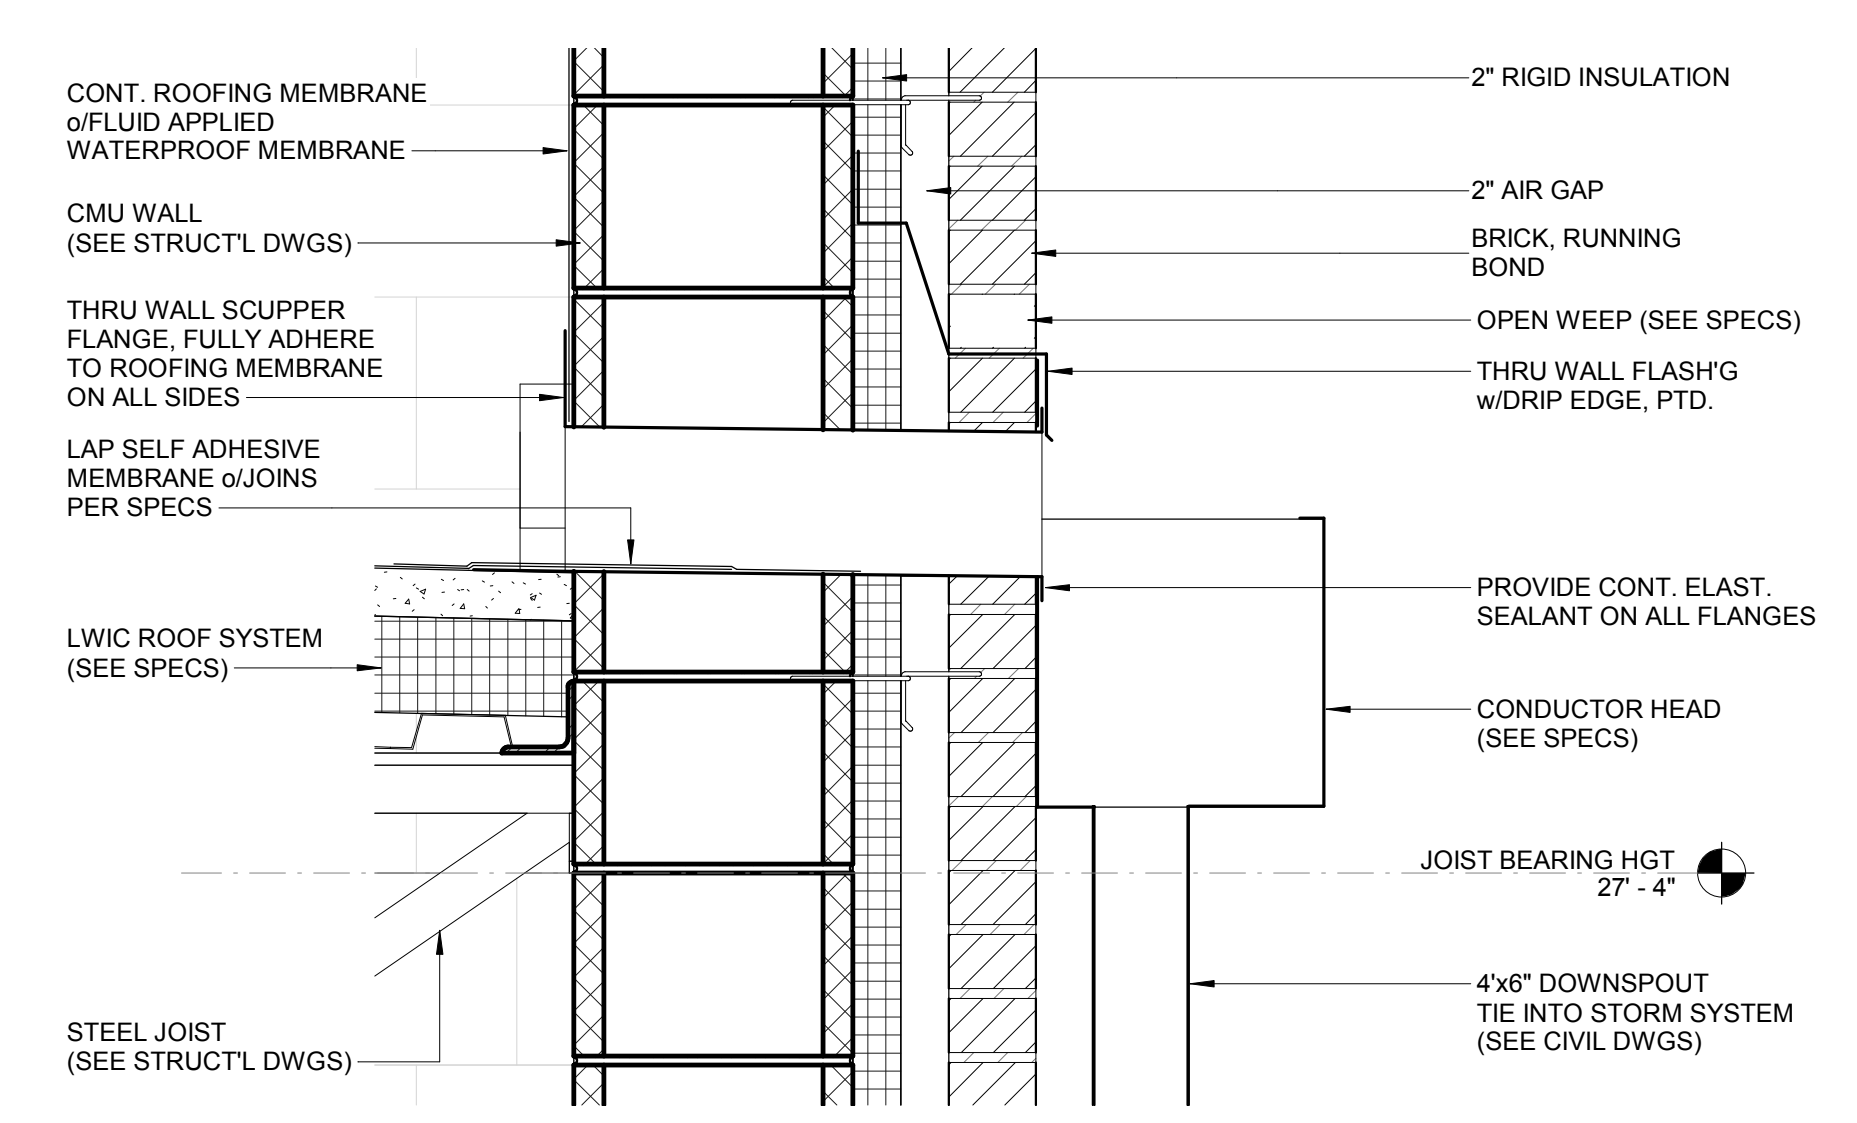 CONT. ROOFING MEMBRANE
o/FLUID APPLIED
WATERPROOF MEMBRANE
CMU WALL
(SEE STRUCT'L DWGS)
THRU WALL SCUPPER
FLANGE, FULLY ADHERE
TO ROOFING MEMBRANE
ON ALL SIDES
LAP SELF ADHESIVE
MEMBRANE o/JOINS
PER SPECS
LWIC ROOF SYSTEM
(SEE SPECS)
STEEL JOIST
(SEE STRUCT'L DWGS)
2" RIGID INSULATION
2" AIR GAP
BRICK, RUNNING
BOND
OPEN WEEP (SEE SPECS)
THRU WALL FLASH'G
w/DRIP EDGE, PTD.
PROVIDE CONT. ELAST.
SEALANT ON ALL FLANGES
CONDUCTOR HEAD
(SEE SPECS)
JOIST BEARING HGT
27' - 4"
4'x6" DOWNSPOUT
TIE INTO STORM SYSTEM
(SEE CIVIL DWGS)